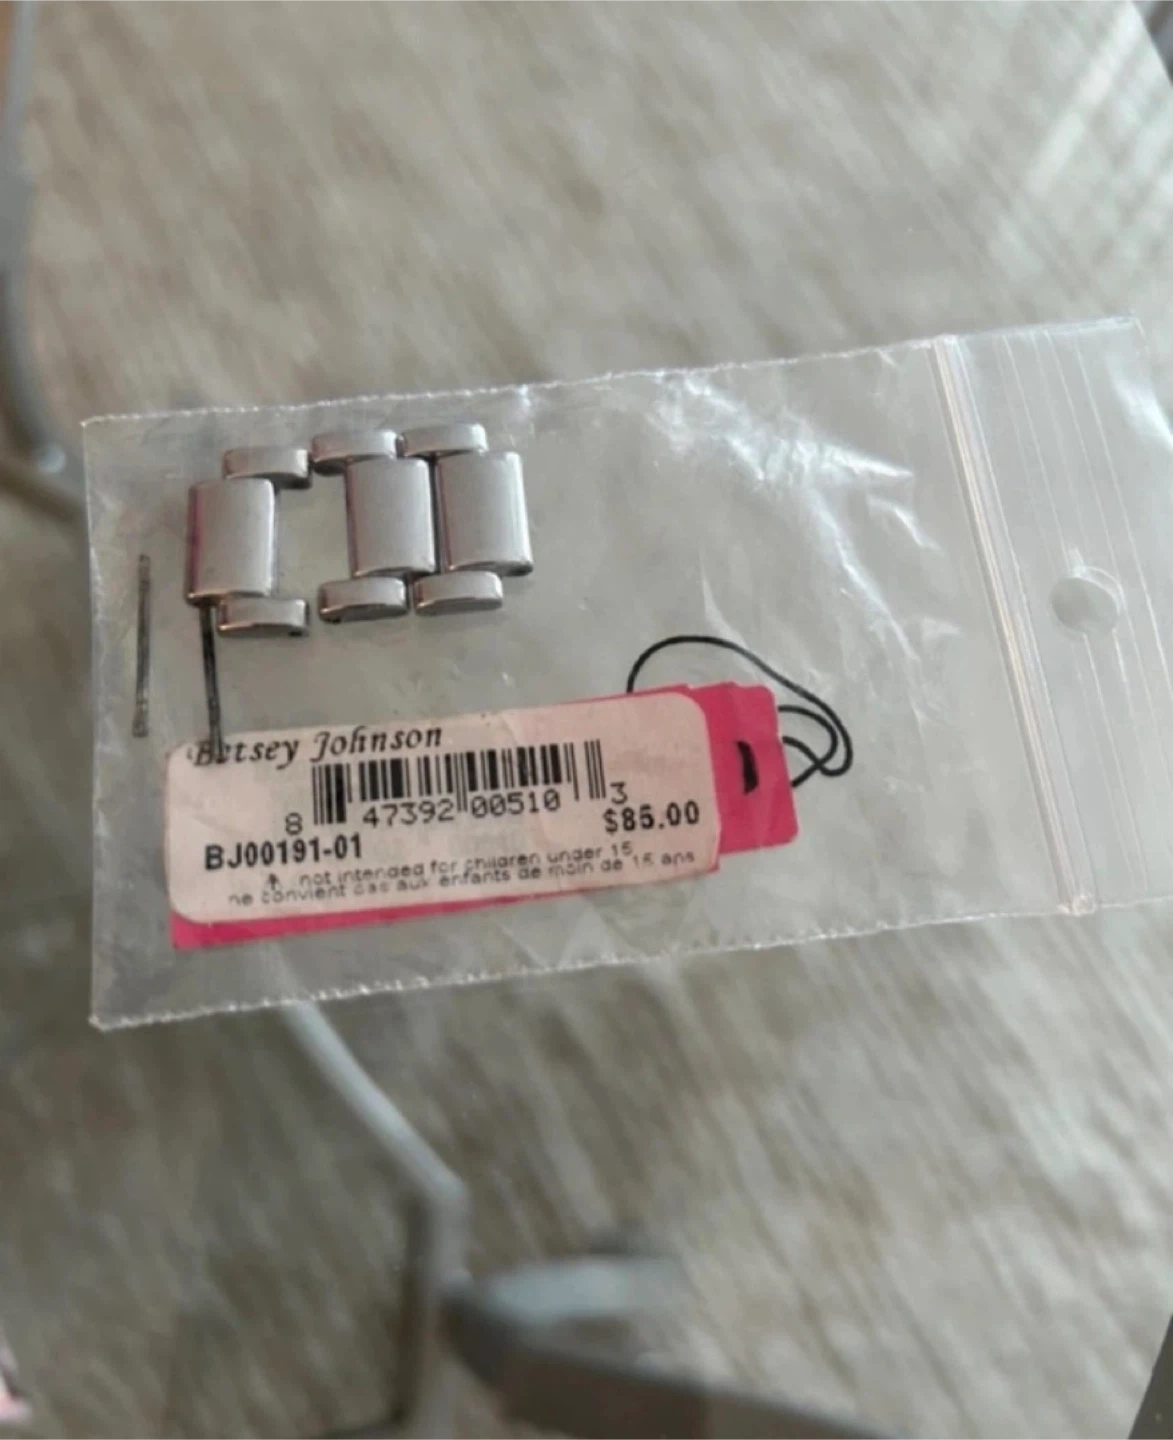 Betsey Johnson
8 47392 00510 3
$85.00
BJ00191-01
not intended for children under 15
ne convient pas aux enfants de moin de 15 ans